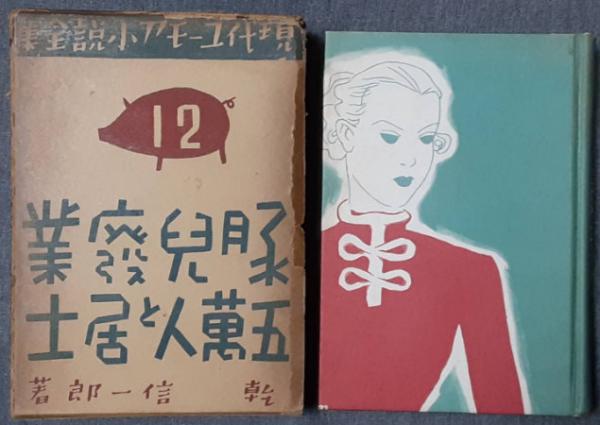 現代ユーモア小説全集
12
豚兒廢業
五萬人と居士
乾 信一郎 著